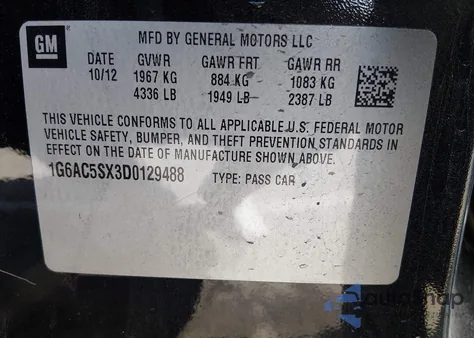 GM
MFD BY GENERAL MOTORS LLC
DATE GVWR GAWR FRT GAWR RR
10/12 1967 KG 884 KG 1083 KG
4336 LB 1949 LB 2387 LB
THIS VEHICLE CONFORMS TO ALL APPLICABLE U.S. FEDERAL MOTOR
VEHICLE SAFETY, BUMPER, AND THEFT PREVENTION STANDARDS IN
EFFECT ON THE DATE OF MANUFACTURE SHOWN ABOVE.
1G6AC5SX3D0129488 TYPE: PASS CAR